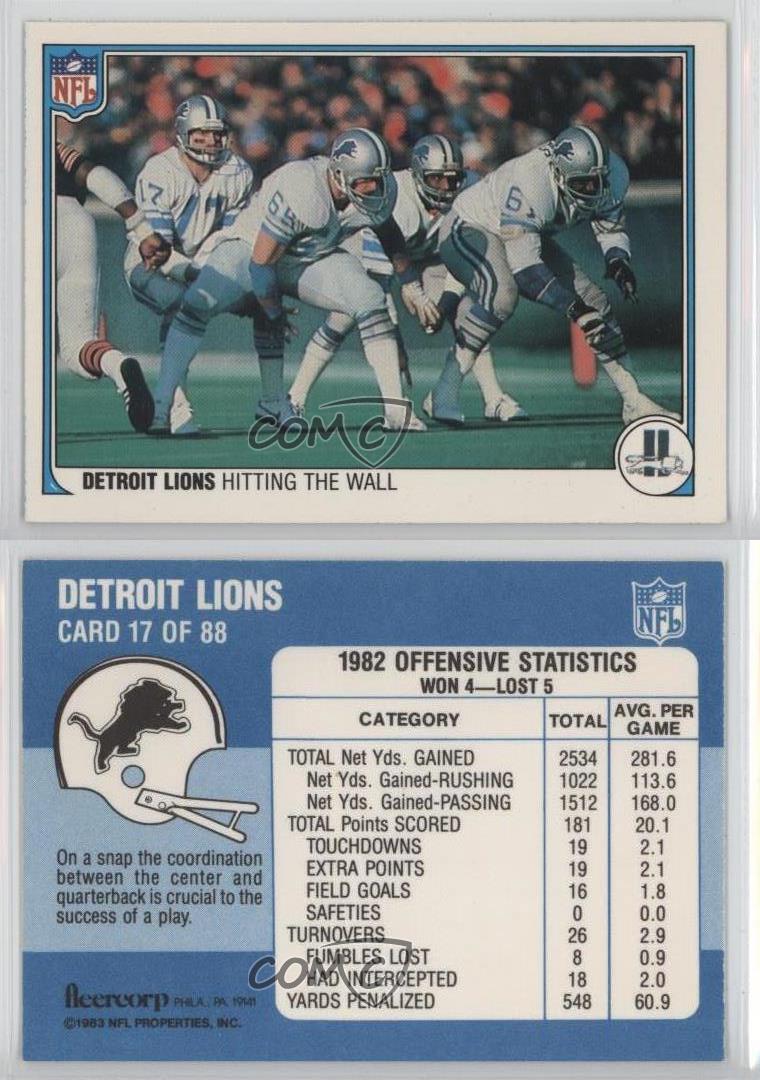 NFL
17
65
6
COMC
DETROIT LIONS HITTING THE WALL
DETROIT LIONS
CARD 17 OF 88
NFL
1982 OFFENSIVE STATISTICS
WON 4—LOST 5
CATEGORY TOTAL AVG. PER GAME
TOTAL Net Yds. GAINED 2534 281.6
Net Yds. Gained-RUSHING 1022 113.6
Net Yds. Gained-PASSING 1512 168.0
TOTAL Points SCORED 181 20.1
TOUCHDOWNS 19 2.1
EXTRA POINTS 19 2.1
FIELD GOALS 16 1.8
SAFETIES 0 0.0
TURNOVERS 26 2.9
FUMBLES LOST 8 0.9
HAD INTERCEPTED 18 2.0
YARDS PENALIZED 548 60.9
On a snap the coordination
between the center and
quarterback is crucial to the
success of a play.
COMC
fleercorp PHILA., PA. 19141
©1983 NFL PROPERTIES, INC.